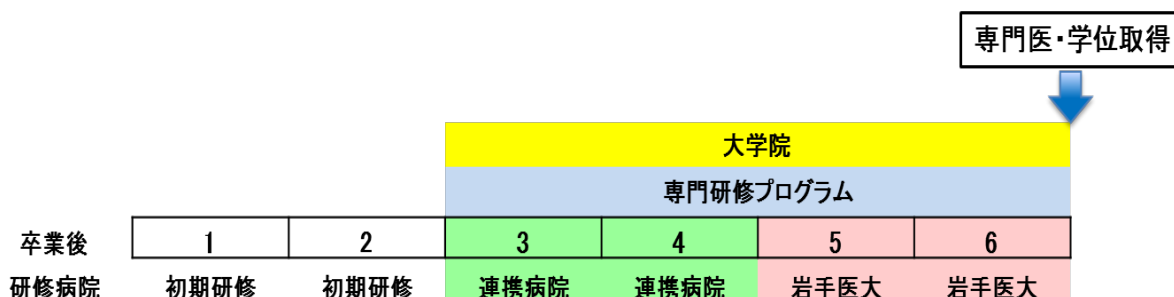 専門医・学位取得
大学院
専門研修プログラム
卒業後 1 2 3 4 5 6
研修病院 初期研修 初期研修 連携病院 連携病院 岩手医大 岩手医大